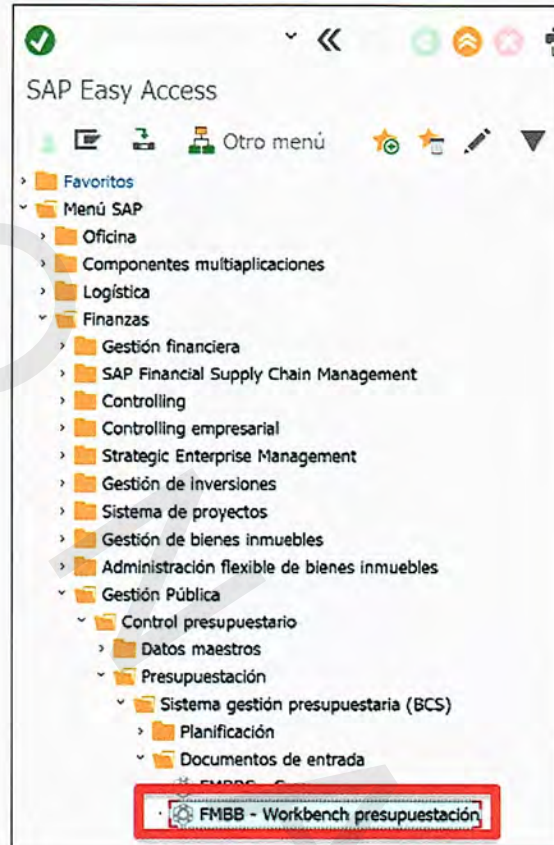 SAP Easy Access
Otro menú
Favoritos
Menú SAP
Oficina
Componentes multiaplicaciones
Logística
Finanzas
Gestión financiera
SAP Financial Supply Chain Management
Controlling
Controlling empresarial
Strategic Enterprise Management
Gestión de inversiones
Sistema de proyectos
Gestión de bienes inmuebles
Administración flexible de bienes inmuebles
Gestión Pública
Control presupuestario
Datos maestros
Presupuestación
Sistema gestión presupuestaria (BCS)
Planificación
Documentos de entrada
FMBB - Workbench presupuestación